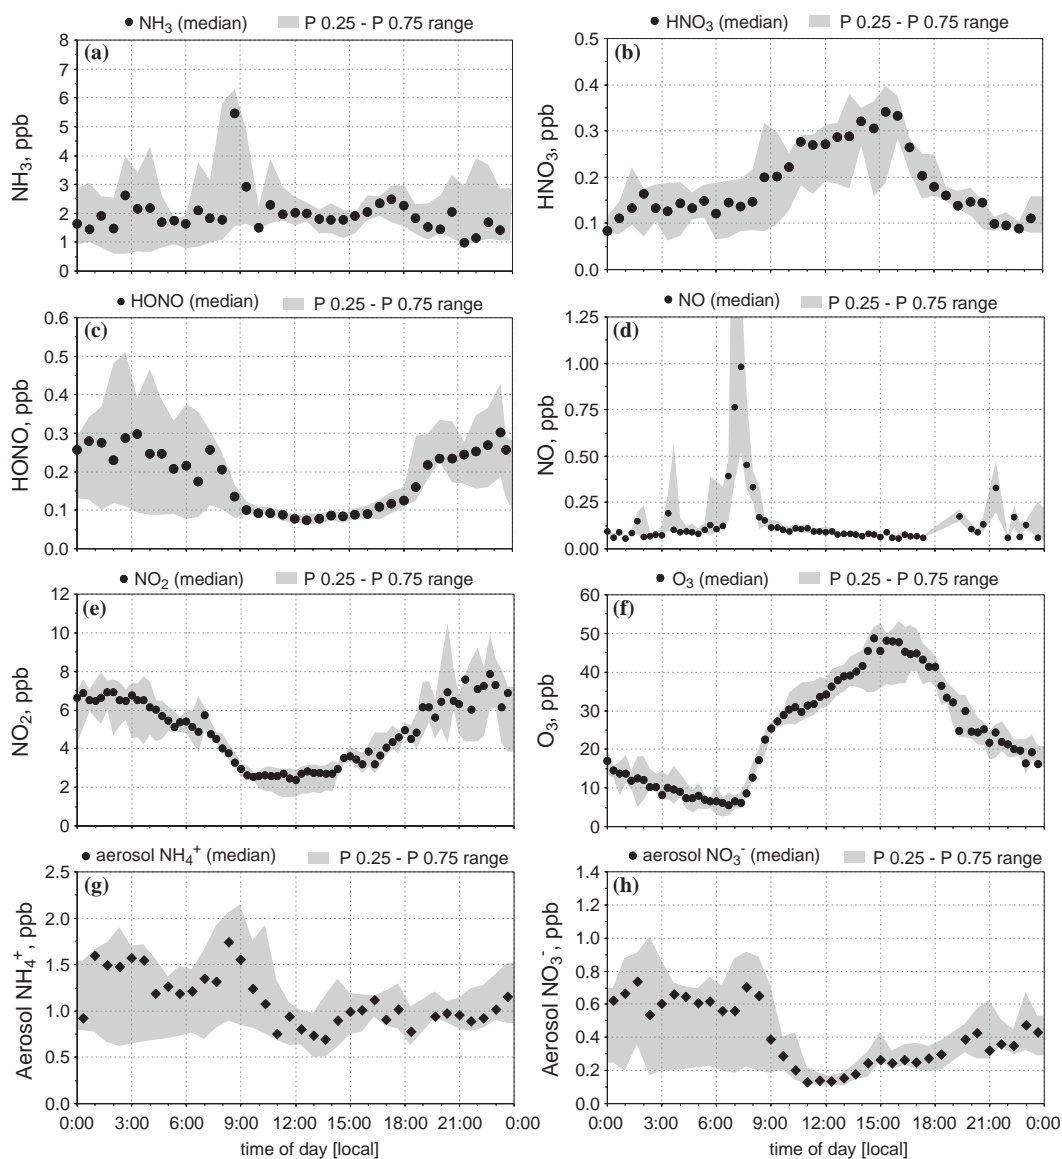 NH3 (median) P 0.25 - P 0.75 range
(a)
NH3, ppb
8
7
6
5
4
3
2
1
0
HNO3 (median) P 0.25 - P 0.75 range
(b)
HNO3, ppb
0.5
0.4
0.3
0.2
0.1
0.0
HONO (median) P 0.25 - P 0.75 range
(c)
HONO, ppb
0.6
0.5
0.4
0.3
0.2
0.1
0.0
NO (median) P 0.25 - P 0.75 range
(d)
NO, ppb
1.25
1.00
0.75
0.50
0.25
0.00
NO2 (median) P 0.25 - P 0.75 range
(e)
NO2, ppb
12
10
8
6
4
2
0
O3 (median) P 0.25 - P 0.75 range
(f)
O3, ppb
60
50
40
30
20
10
0
aerosol NH4+ (median) P 0.25 - P 0.75 range
(g)
Aerosol NH4+, ppb
2.5
2.0
1.5
1.0
0.5
0.0
0:00 3:00 6:00 9:00 12:00 15:00 18:00 21:00 0:00
time of day [local]
aerosol NO3- (median) P 0.25 - P 0.75 range
(h)
Aerosol NO3-, ppb
1.4
1.2
1.0
0.8
0.6
0.4
0.2
0.0
0:00 3:00 6:00 9:00 12:00 15:00 18:00 21:00 0:00
time of day [local]